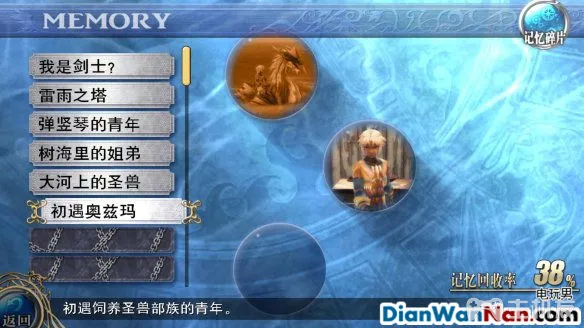 MEMORY
记忆碎片
我是剑士?
雷雨之塔
弹竖琴的青年
树海里的姐弟
大河上的圣兽
初遇奥兹玛
记忆回收率 38%
电玩男
返回
初遇饲养圣兽部族的青年。
DianWanNan.com